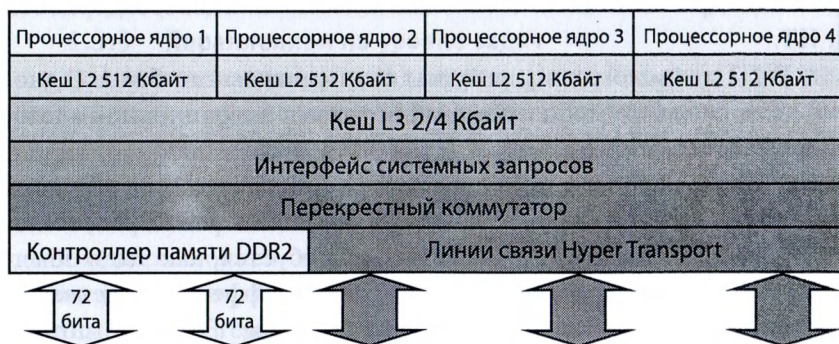 Процессорное ядро 1 Процессорное ядро 2 Процессорное ядро 3 Процессорное ядро 4
Кеш L2 512 Кбайт Кеш L2 512 Кбайт Кеш L2 512 Кбайт Кеш L2 512 Кбайт
Кеш L3 2/4 Кбайт
Интерфейс системных запросов
Перекрестный коммутатор
Контроллер памяти DDR2 Линии связи Hyper Transport
72 72
бита бита